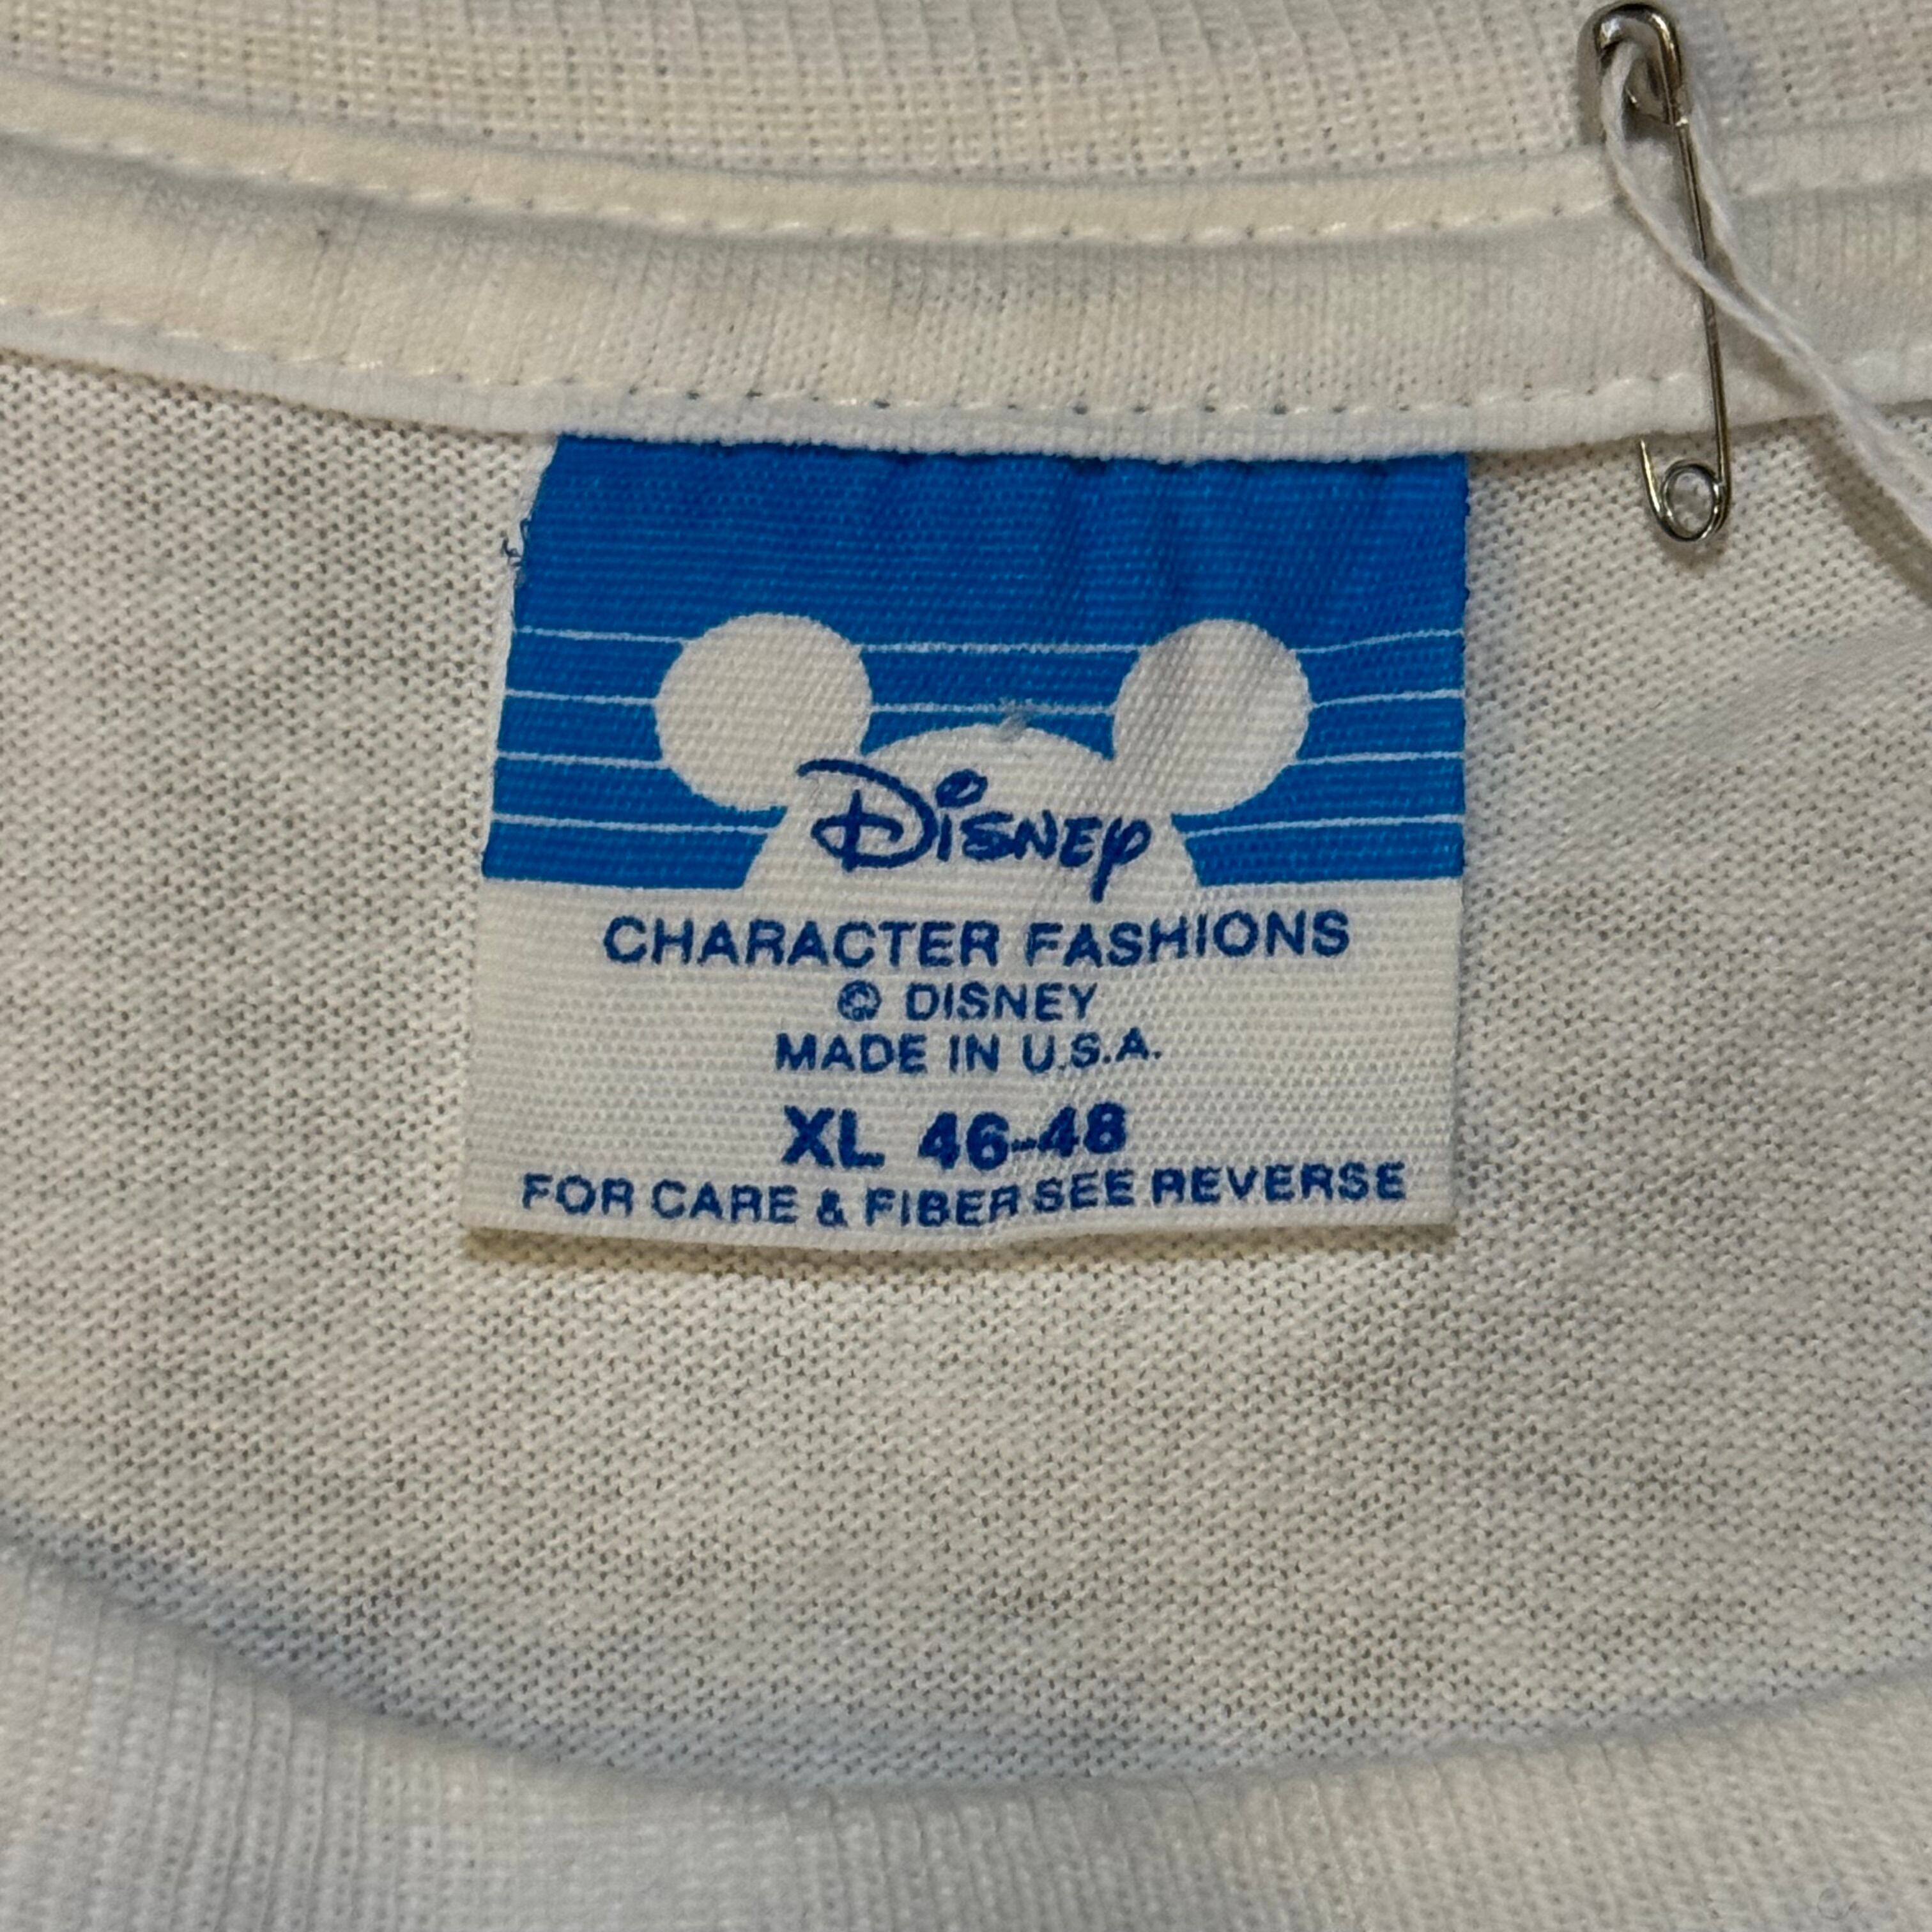 Disney
CHARACTER FASHIONS
© DISNEY
MADE IN U.S.A.
XL 46-48
FOR CARE & FIBER SEE REVERSE